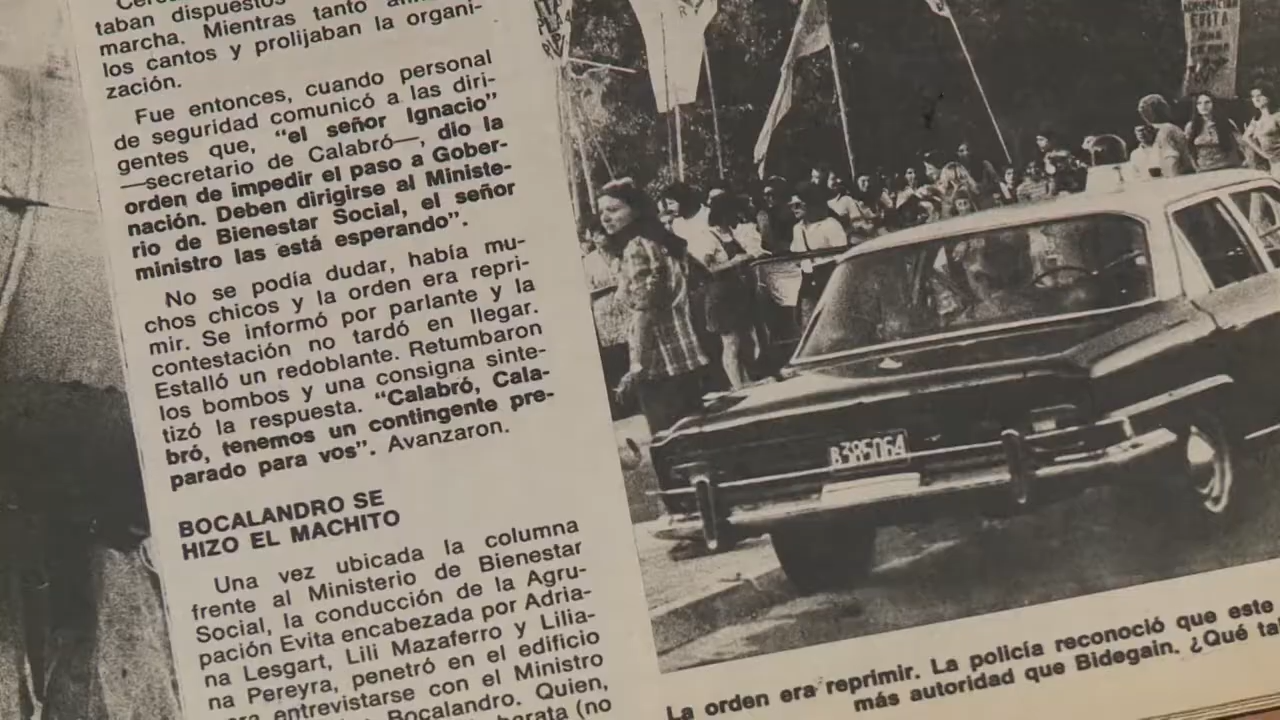 taban dispuestos
marcha. Mientras tanto
los cantos y prolijaban la organi-
zación.
Fue entonces, cuando personal
de seguridad comunicó a las diri-
gentes que, "el señor Ignacio"
—secretario de Calabró—, dio la
orden de impedir el paso a Gober-
nación. Deben dirigirse al Ministe-
rio de Bienestar Social, el señor
ministro las está esperando".
No se podía dudar, había mu-
chos chicos y la orden era repri-
mir. Se informó por parlante y la
contestación no tardó en llegar.
Estalló un redoblante. Retumbaron
los bombos y una consigna sinte-
tizó la respuesta. "Calabró, Cala-
bró, tenemos un contingente pre-
parado para vos". Avanzaron.
BOCALANDRO SE
HIZO EL MACHITO
Una vez ubicada la columna
frente al Ministerio de Bienestar
Social, la conducción de la Agru-
pación Evita encabezada por Adria-
na Lesgart, Lili Mazaferro y Lilia-
na Pereyra, penetró en el edificio
entrevistarse con el Ministro
Bocalandro. Quien,
(no
EVITA
B385064
La orden era reprimir. La policía reconoció que este
más autoridad que Bidegain. ¿Qué tal